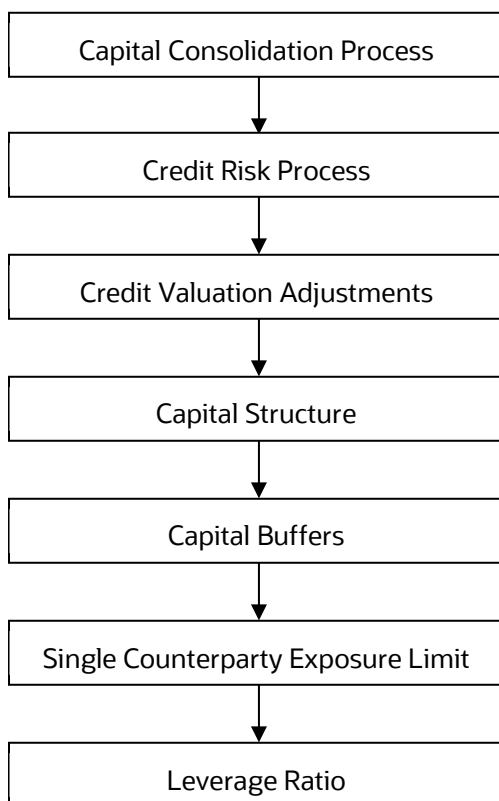 Capital Consolidation Process
Credit Risk Process
Credit Valuation Adjustments
Capital Structure
Capital Buffers
Single Counterparty Exposure Limit
Leverage Ratio